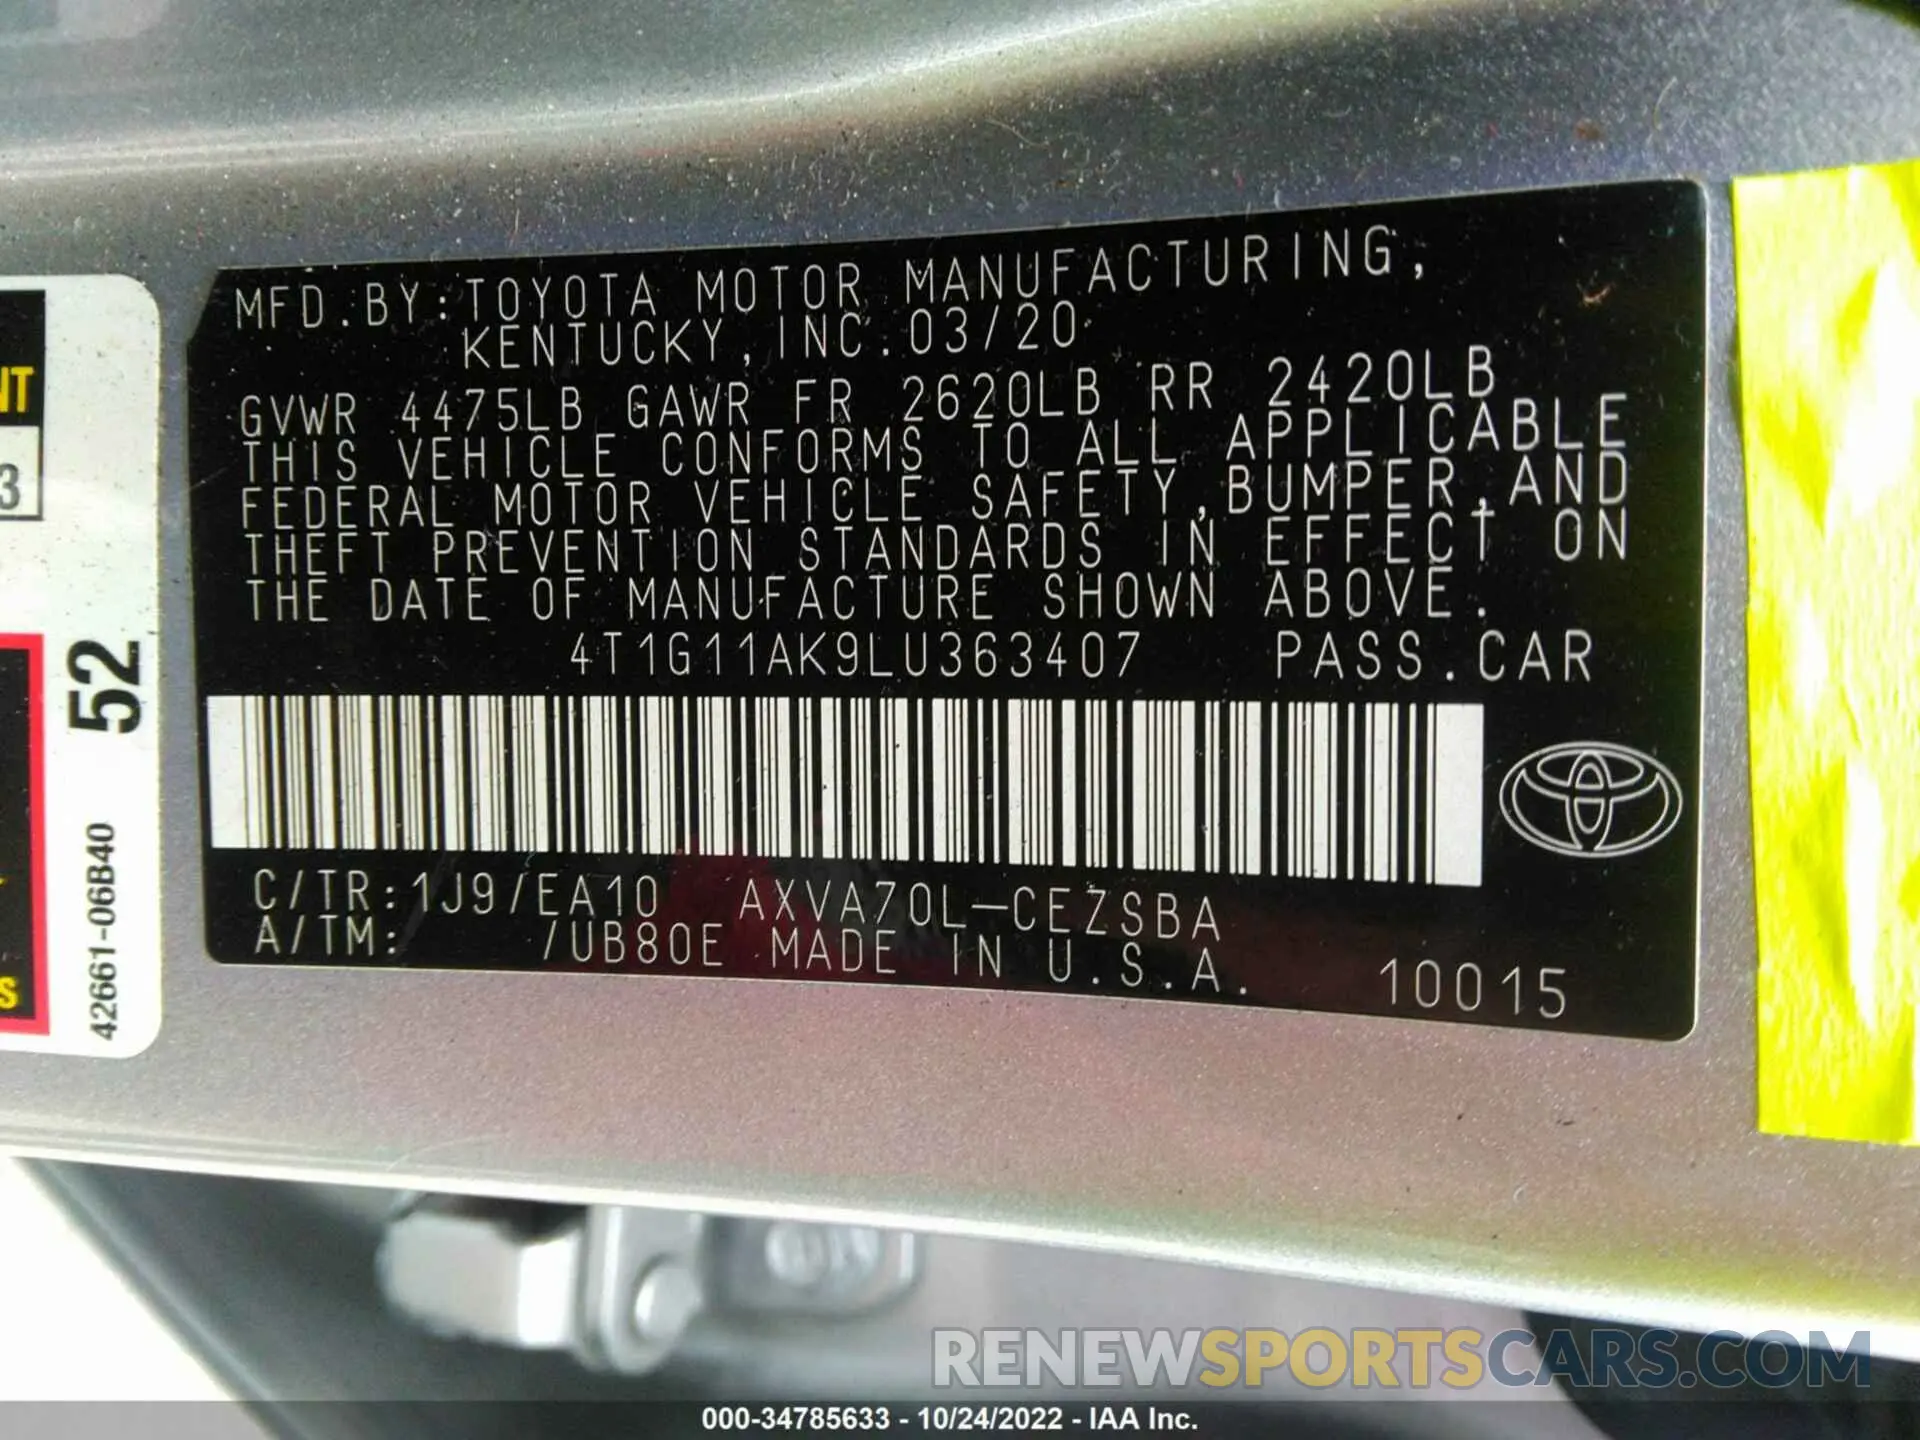 MFD.BY:TOYOTA MOTOR MANUFACTURING,
KENTUCKY,INC.03/20
GVWR 4475LB GAWR FR 2620LB RR 2420LB
THIS VEHICLE CONFORMS TO ALL APPLICABLE
FEDERAL MOTOR VEHICLE SAFETY,BUMPER,AND
THEFT PREVENTION STANDARDS IN EFFECT ON
THE DATE OF MANUFACTURE SHOWN ABOVE.
4T1G11AK9LU363407 PASS.CAR
C/TR:1J9/EA10 AXVA70L-CEZSBA
A/TM: /UB80E MADE IN U.S.A.
10015
NT
3
S
52
42661-06B40
RENEWSPORTSCARS.COM
000-34785633 - 10/24/2022 - IAA Inc.